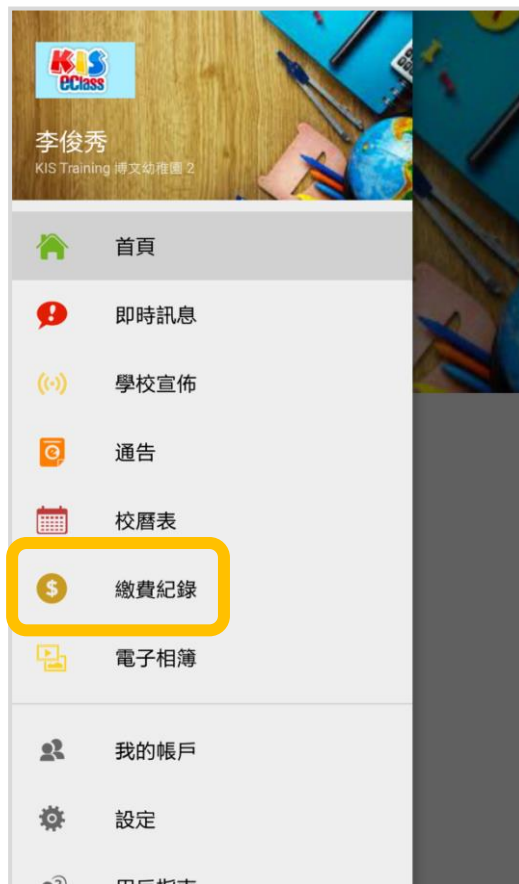 KIS
eClass
李俊秀
KIS Training 博文幼稚園 2
首頁
即時訊息
學校宣佈
通告
校曆表
繳費紀錄
電子相簿
我的帳戶
設定